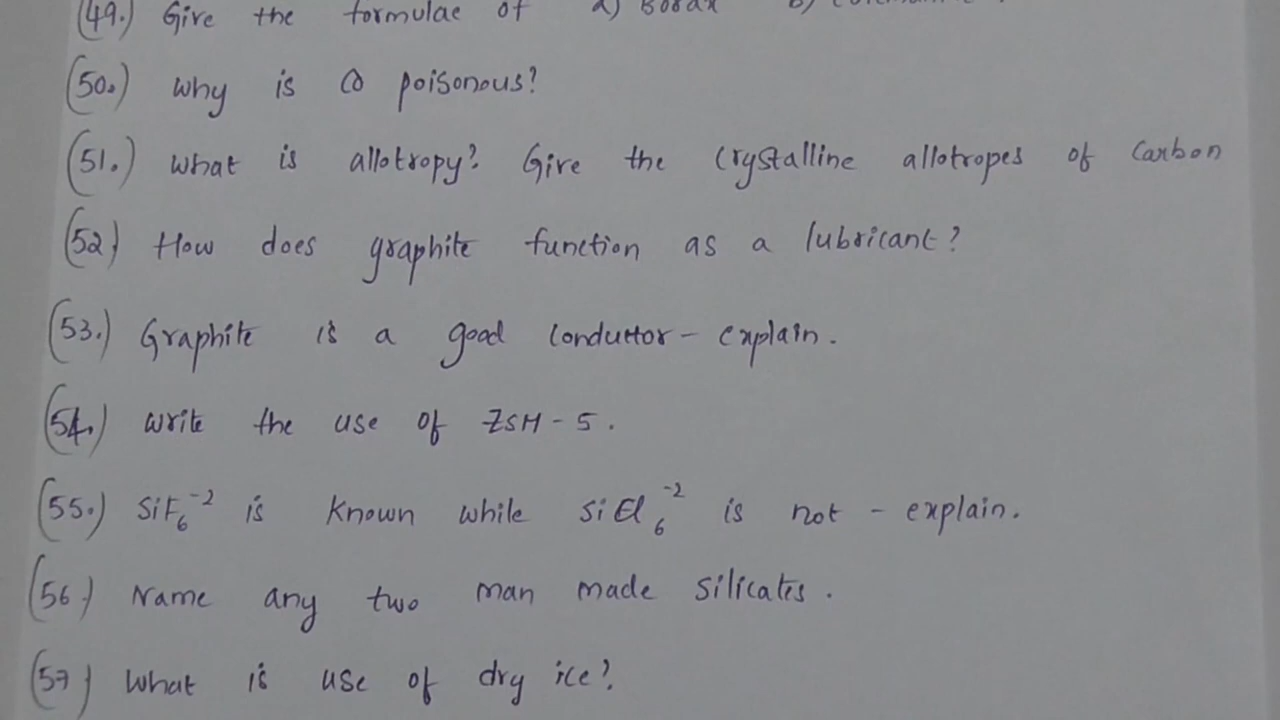 (49.) Give the formulae of a) Borax b)
(50.) Why is CO poisonous?
(51.) What is allotropy? Give the crystalline allotropes of Carbon
(52) How does graphite function as a lubricant?
(53.) Graphite is a good conductor - explain.
(54.) Write the use of ZSM-5.
(55.) SiF₆⁻² is known while SiCl₆⁻² is not - explain.
(56) Name any two man made silicates.
(57) What is use of dry ice?